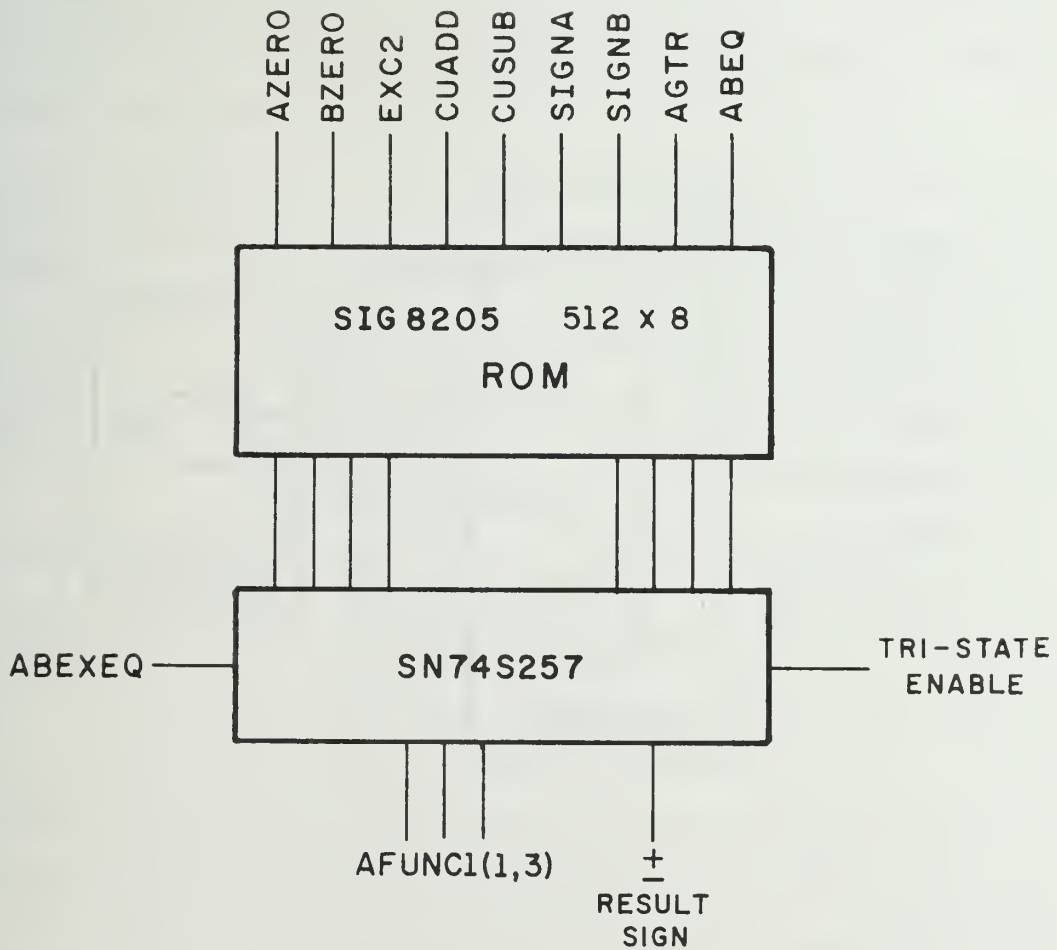 AZERO
BZERO
EXC2
CUADD
CUSUB
SIGNA
SIGNB
AGTR
ABEQ
SIG8205 512 x 8
ROM
ABEXEQ
SN74S257
TRI-STATE
ENABLE
AFUNC1(1,3)
±
RESULT
SIGN